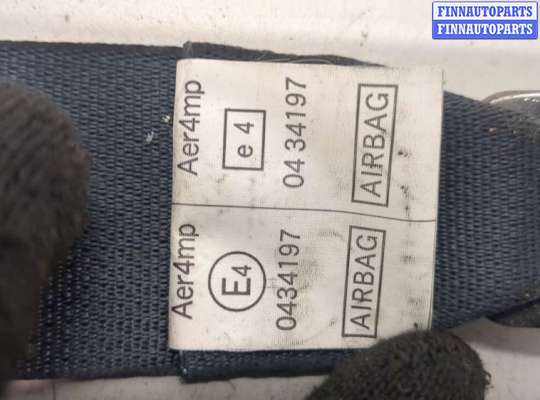 FINNAUTOPARTS
FINNAUTOPARTS
Aer4mp
e 4
04 34197
AIRBAG
Aer4mp
E4
0434197
AIRBAG